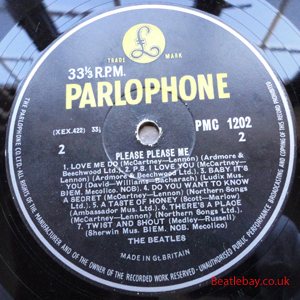 £
TRADE MARK
33⅓ R.P.M.
PARLOPHONE
(XEX.422) 33⅓ PMC 1202
2 2
PLEASE PLEASE ME
1. LOVE ME DO (McCartney—Lennon) (Ardmore &
Beechwood Ltd.) 2. P.S. I LOVE YOU (McCartney—
Lennon) (Ardmore & Beechwood Ltd.) 3. BABY IT'S
YOU (David—Williams—Bacharach) (Ludix Mus.
BIEM. Mecolico. NCB) 4. DO YOU WANT TO KNOW
A SECRET (McCartney—Lennon) (Northern Songs
Ltd.) 5. A TASTE OF HONEY (Scott—Marlow)
(Ambassador Mus. Ltd.) 6. THERE'S A PLACE
(McCartney—Lennon) (Northern Songs Ltd.)
7. TWIST AND SHOUT (Medley—Russell)
(Sherwin Mus. BIEM. NCB. Mecolico)
THE BEATLES
MADE IN GT. BRITAIN
THE PARLOPHONE CO LTD. ALL RIGHTS OF THE MANUFACTURER AND OF THE OWNER OF THE RECORDED WORK RESERVED—UNAUTHORISED PUBLIC PERFORMANCE BROADCASTING AND COPYING OF THIS RECORD PROHIBITED
Beatlebay.co.uk